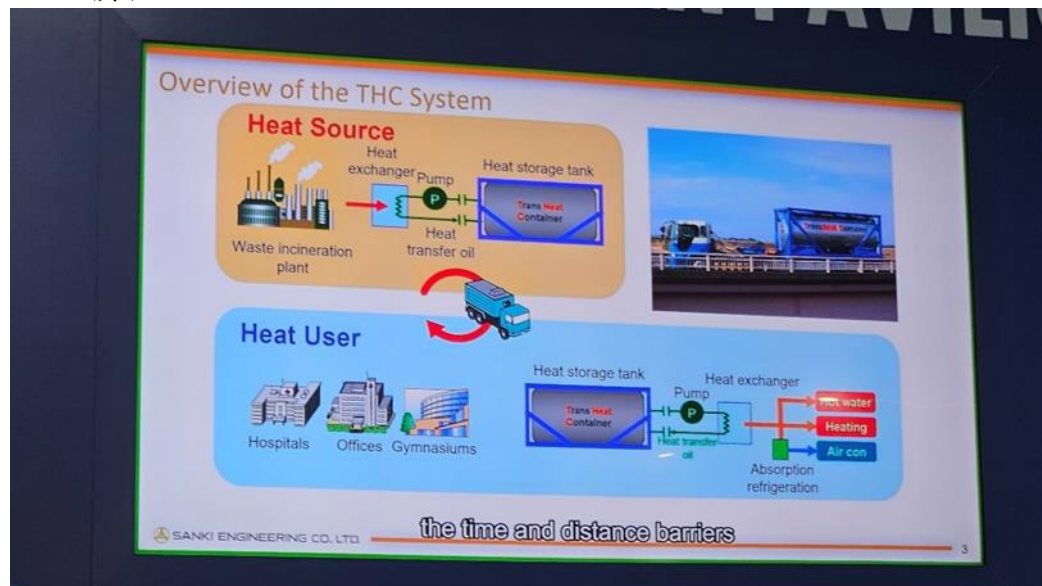 PAVILI
Overview of the THC System
Heat Source
Heat
exchanger
Pump
Heat storage tank
P
Trans Heat
Container
Heat
transfer oil
Waste incineration
plant
Heat User
Hospitals
Offices
Gymnasiums
Heat storage tank
Trans Heat
Container
Pump
P
Heat exchanger
Heat transfer
oil
Hot water
Heating
Air con
Absorption
refrigeration
SANKI ENGINEERING CO., LTD.
the time and distance barriers
3